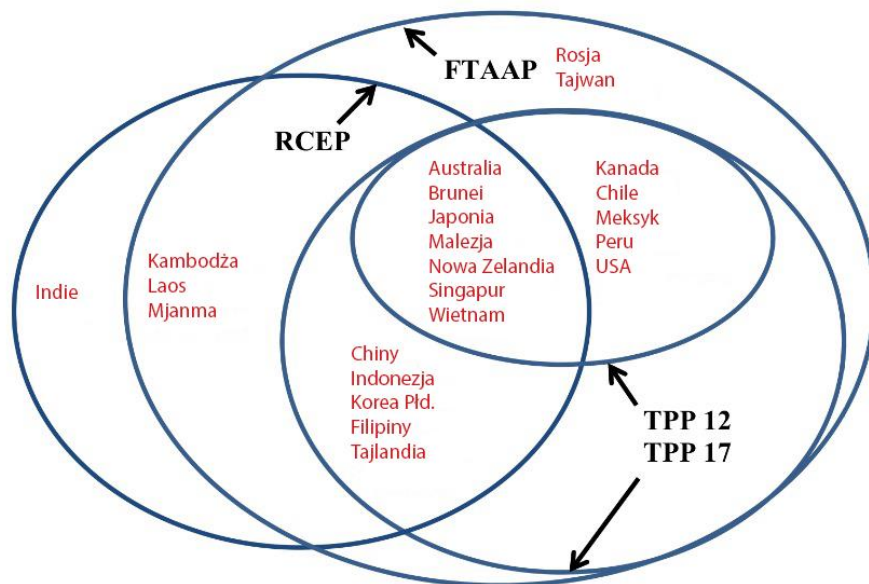 FTAAP
Rosja
Tajwan
RCEP
Australia
Brunei
Japonia
Malezja
Nowa Zelandia
Singapur
Wietnam
Kanada
Chile
Meksyk
Peru
USA
Kambodża
Laos
Mjanma
Indie
Chiny
Indonezja
Korea Płd.
Filipiny
Tajlandia
TPP 12
TPP 17